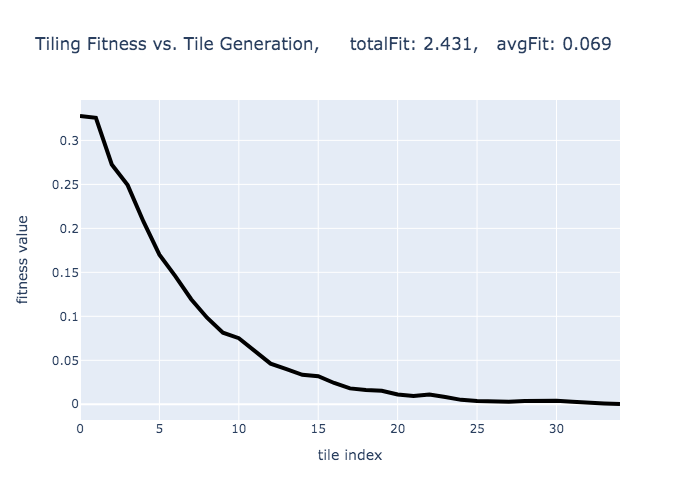 Tiling Fitness vs. Tile Generation, totalFit: 2.431, avgFit: 0.069
0.3
0.25
0.2
0.15
0.1
0.05
0
fitness value
0 5 10 15 20 25 30
tile index